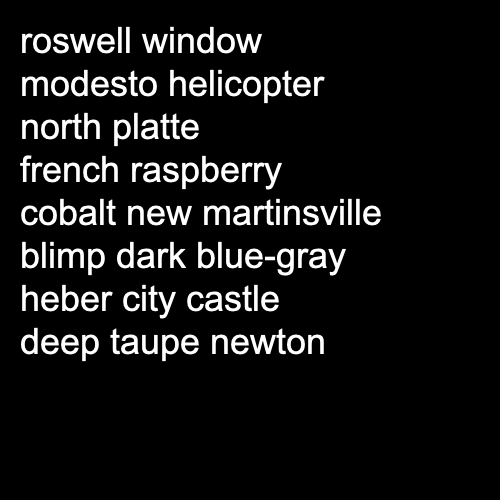 roswell window
modesto helicopter
north platte
french raspberry
cobalt new martinsville
blimp dark blue-gray
heber city castle
deep taupe newton